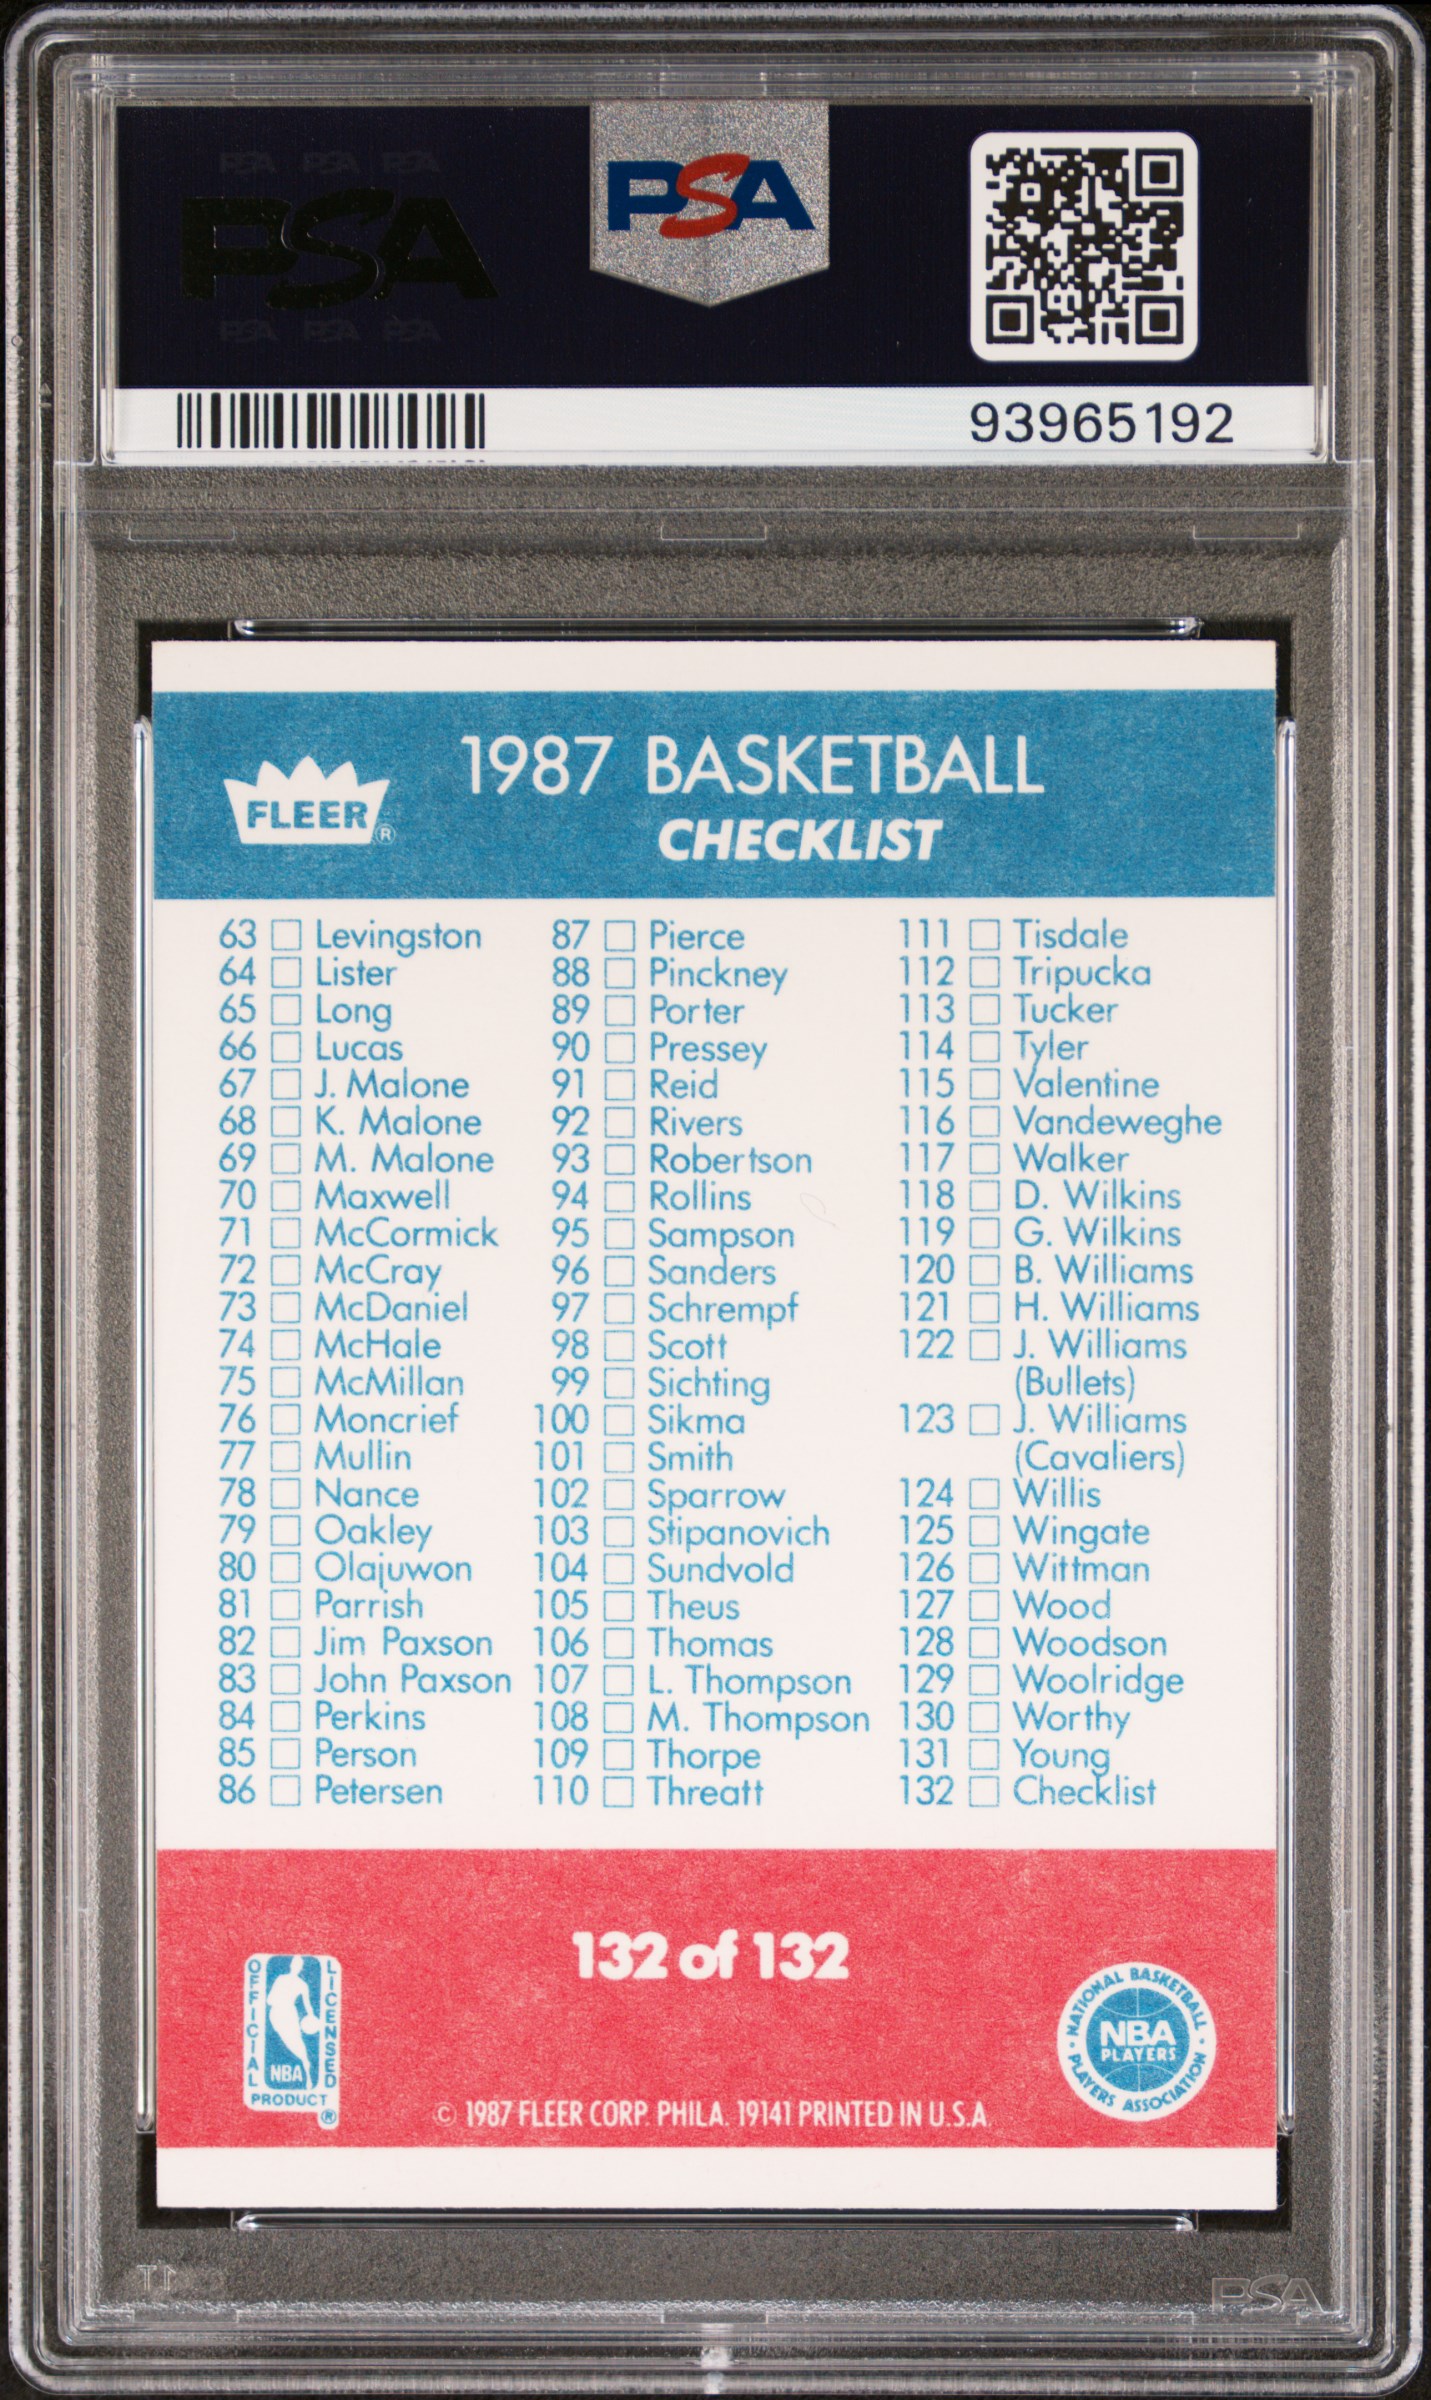 PSA PSA PSA
PSA
PSA PSA PSA
PSA
93965192
FLEER®
1987 BASKETBALL
CHECKLIST
63 Levingston
64 Lister
65 Long
66 Lucas
67 J. Malone
68 K. Malone
69 M. Malone
70 Maxwell
71 McCormick
72 McCray
73 McDaniel
74 McHale
75 McMillan
76 Moncrief
77 Mullin
78 Nance
79 Oakley
80 Olajuwon
81 Parrish
82 Jim Paxson
83 John Paxson
84 Perkins
85 Person
86 Petersen
87 Pierce
88 Pinckney
89 Porter
90 Pressey
91 Reid
92 Rivers
93 Robertson
94 Rollins
95 Sampson
96 Sanders
97 Schrempf
98 Scott
99 Sichting
100 Sikma
101 Smith
102 Sparrow
103 Stipanovich
104 Sundvold
105 Theus
106 Thomas
107 L. Thompson
108 M. Thompson
109 Thorpe
110 Threatt
111 Tisdale
112 Tripucka
113 Tucker
114 Tyler
115 Valentine
116 Vandeweghe
117 Walker
118 D. Wilkins
119 G. Wilkins
120 B. Williams
121 H. Williams
122 J. Williams
(Bullets)
123 J. Williams
(Cavaliers)
124 Willis
125 Wingate
126 Wittman
127 Wood
128 Woodson
129 Woolridge
130 Worthy
131 Young
132 Checklist
132 of 132
OFFICIAL LICENSED
NBA
PRODUCT ®
NATIONAL BASKETBALL
NBA
PLAYERS
PLAYERS ASSOCIATION
© 1987 FLEER CORP. PHILA. 19141 PRINTED IN U.S.A.
PSA